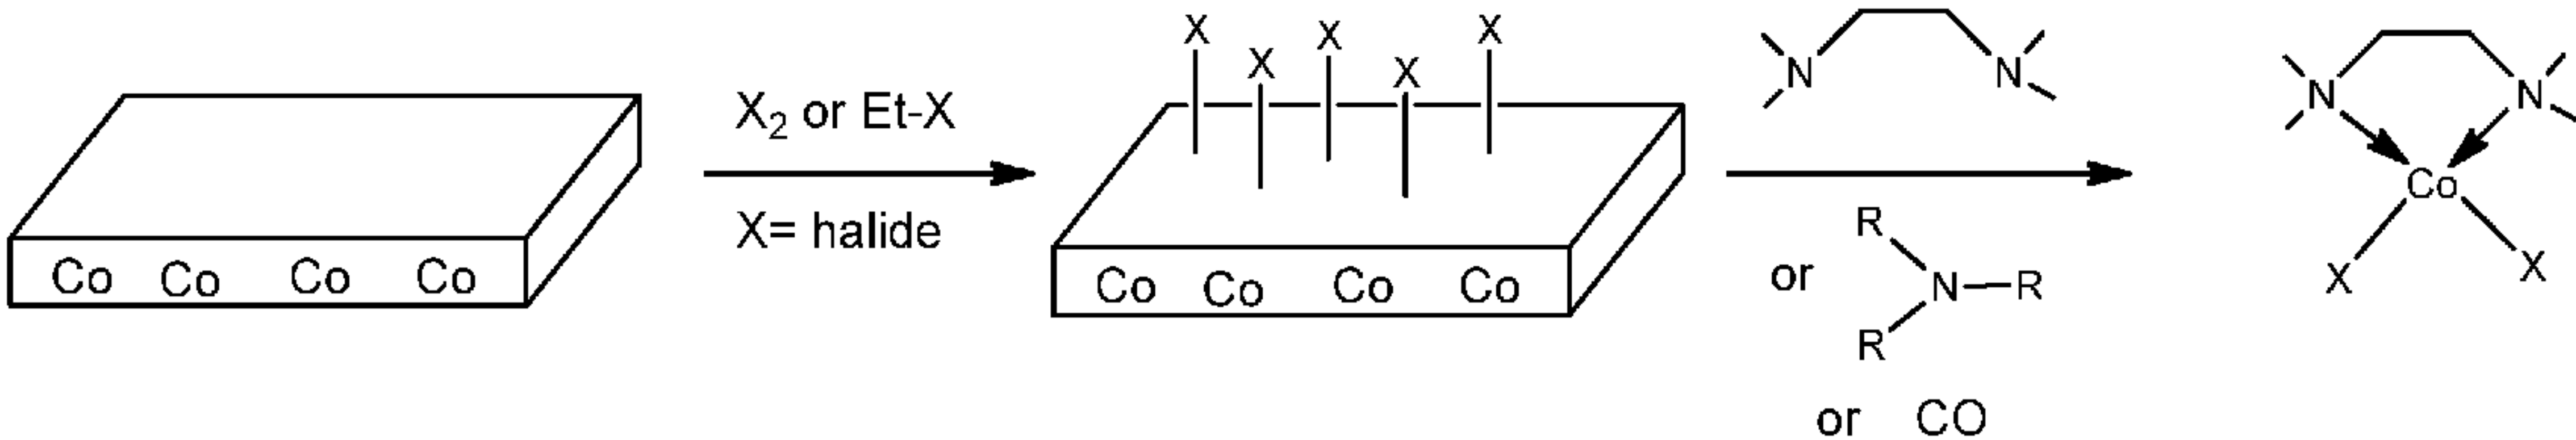 X₂ or Et-X
X= halide
Co Co Co Co
X X X X X
Co Co Co Co
N N
or
R
N R
R
or CO
N N
Co
X X